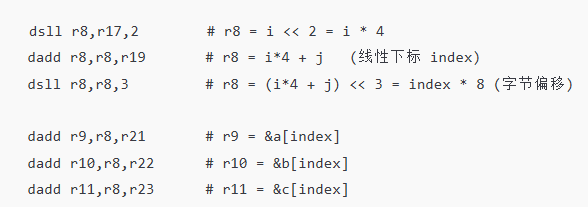 dsll r8,r17,2 # r8 = i << 2 = i * 4
dadd r8,r8,r19 # r8 = i*4 + j (线性下标 index)
dsll r8,r8,3 # r8 = (i*4 + j) << 3 = index * 8 (字节偏移)
dadd r9,r8,r21 # r9 = &a[index]
dadd r10,r8,r22 # r10 = &b[index]
dadd r11,r8,r23 # r11 = &c[index]